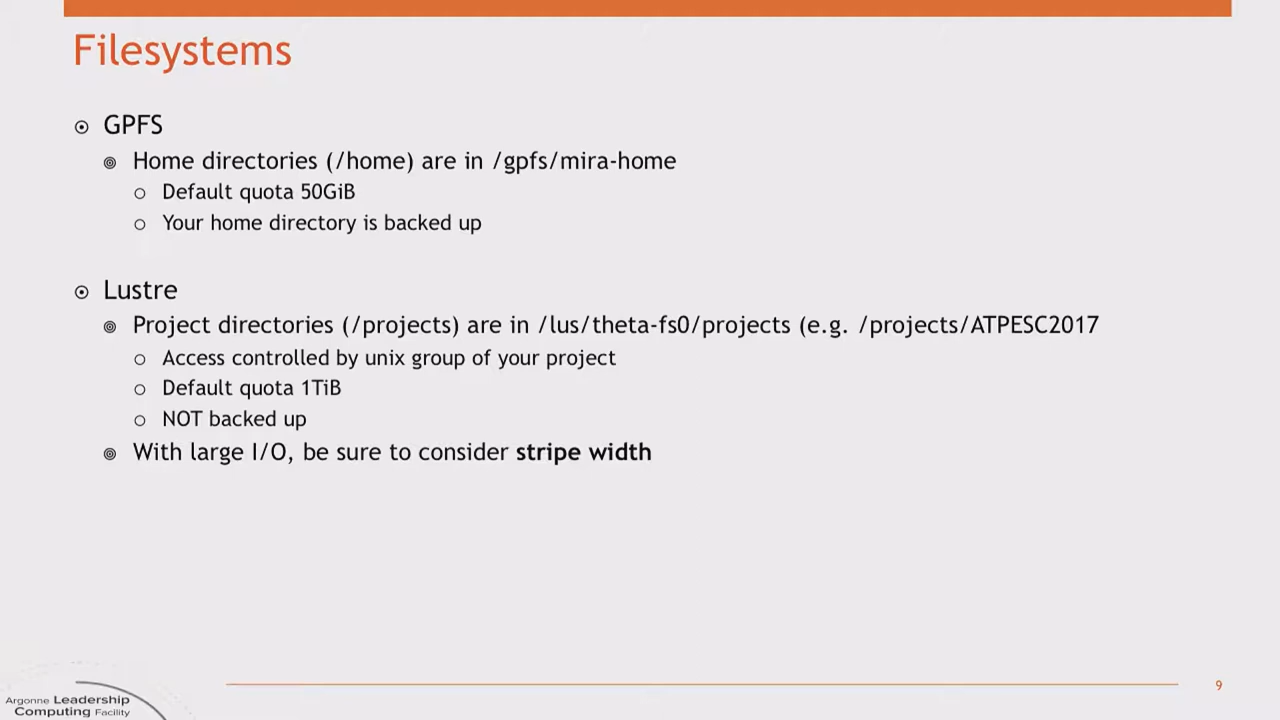 Filesystems
GPFS
Home directories (/home) are in /gpfs/mira-home
Default quota 50GiB
Your home directory is backed up
Lustre
Project directories (/projects) are in /lus/theta-fs0/projects (e.g. /projects/ATPESC2017
Access controlled by unix group of your project
Default quota 1TiB
NOT backed up
With large I/O, be sure to consider stripe width
Argonne Leadership
Computing Facility
9